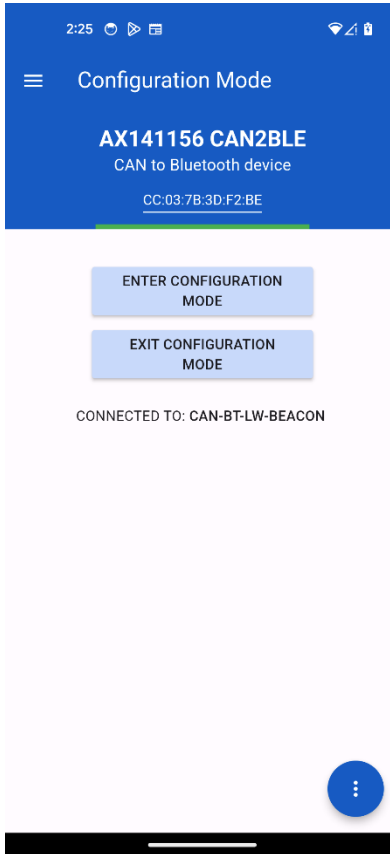 2:25
Configuration Mode
AX141156 CAN2BLE
CAN to Bluetooth device
CC:03:7B:3D:F2:BE
ENTER CONFIGURATION
MODE
EXIT CONFIGURATION
MODE
CONNECTED TO: CAN-BT-LW-BEACON